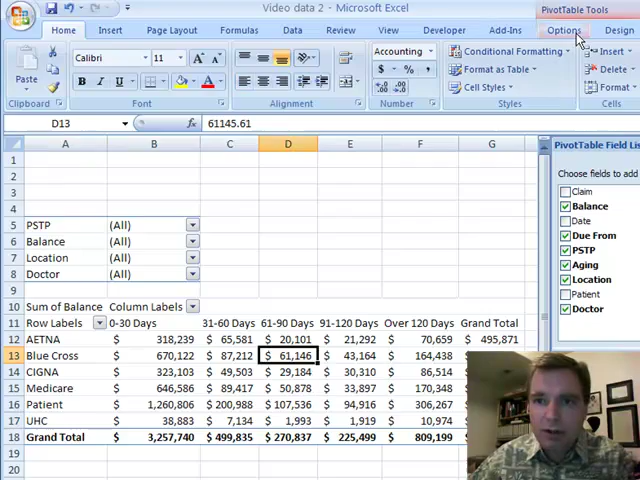 Video data 2 - Microsoft Excel
PivotTable Tools
Home Insert Page Layout Formulas Data Review View Developer Add-Ins Options Design
Paste
Calibri 11 A A Accounting Conditional Formatting Insert
B I U $ % , Format as Table Delete
Cell Styles Format
Clipboard Font Alignment Number Styles Cells
D13 fx 61145.61
A B C D E F G
PivotTable Field Lis
1
Choose fields to add
2 Claim
3 Balance
4 Date
5 PSTP (All) Due From
6 Balance (All) PSTP
7 Location (All) Aging
8 Doctor (All) Location
9 Patient
10 Sum of Balance Column Labels Doctor
11 Row Labels 0-30 Days 31-60 Days 61-90 Days 91-120 Days Over 120 Days Grand Total
12 AETNA $ 318,239 $ 65,581 $ 20,101 $ 21,292 $ 70,659 $ 495,871
13 Blue Cross $ 670,122 $ 87,212 $ 61,146 $ 43,164 $ 164,438
14 CIGNA $ 323,103 $ 49,503 $ 29,184 $ 30,310 $ 86,514
15 Medicare $ 646,586 $ 89,417 $ 50,878 $ 33,897 $ 170,348
16 Patient $ 1,260,806 $ 200,988 $ 107,536 $ 94,916 $ 306,267
17 UHC $ 38,883 $ 7,134 $ 1,993 $ 1,919 $ 10,974
18 Grand Total $ 3,257,740 $ 499,835 $ 270,837 $ 225,499 $ 809,199
19
20